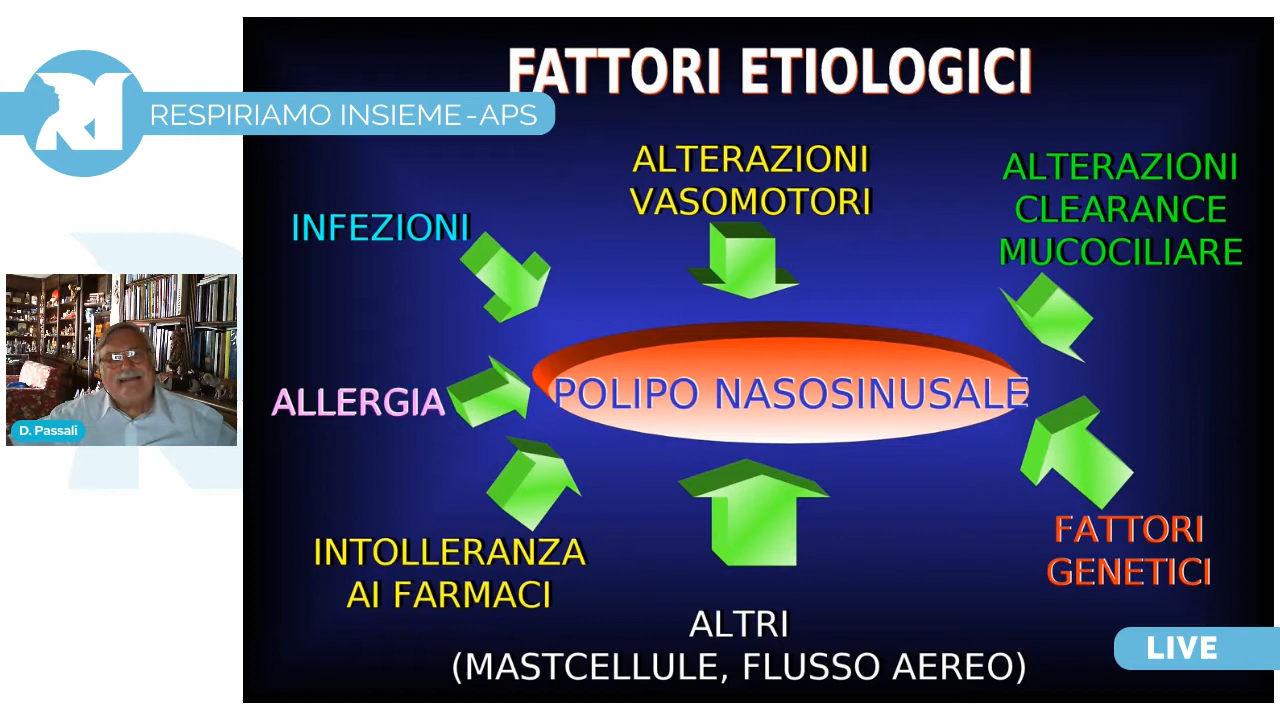 FATTORI ETIOLOGICI
RESPIRIAMO INSIEME-APS
ALTERAZIONI
VASOMOTORI
ALTERAZIONI
CLEARANCE
MUCOCILIARE
INFEZIONI
ALLERGIA
POLIPO NASOSINUSALE
D. Passali
INTOLLERANZA
AI FARMACI
FATTORI
GENETICI
ALTRI
(MASTCELLULE, FLUSSO AEREO)
LIVE